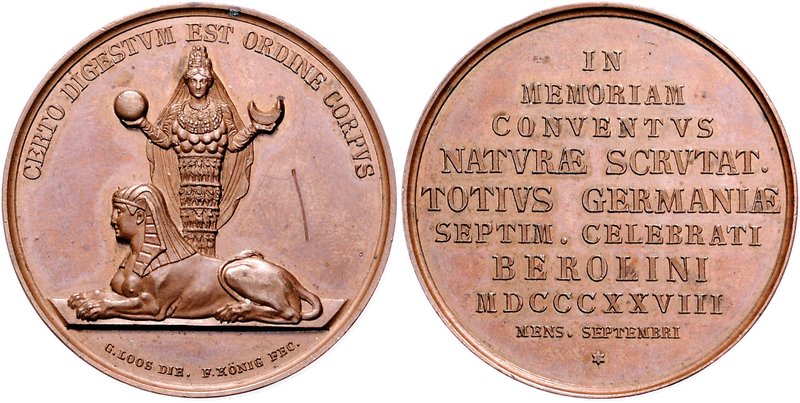 CERTO DIGESTVM EST ORDINE CORPVS
G. LOOS DIR. F. KÖNIG FEC.
IN
MEMORIAM
CONVENTVS
NATVRÆ SCRVTAT.
TOTIVS GERMANIÆ
SEPTIM. CELEBRATI
BEROLINI
MDCCCXXVIII
MENS. SEPTEMBRI